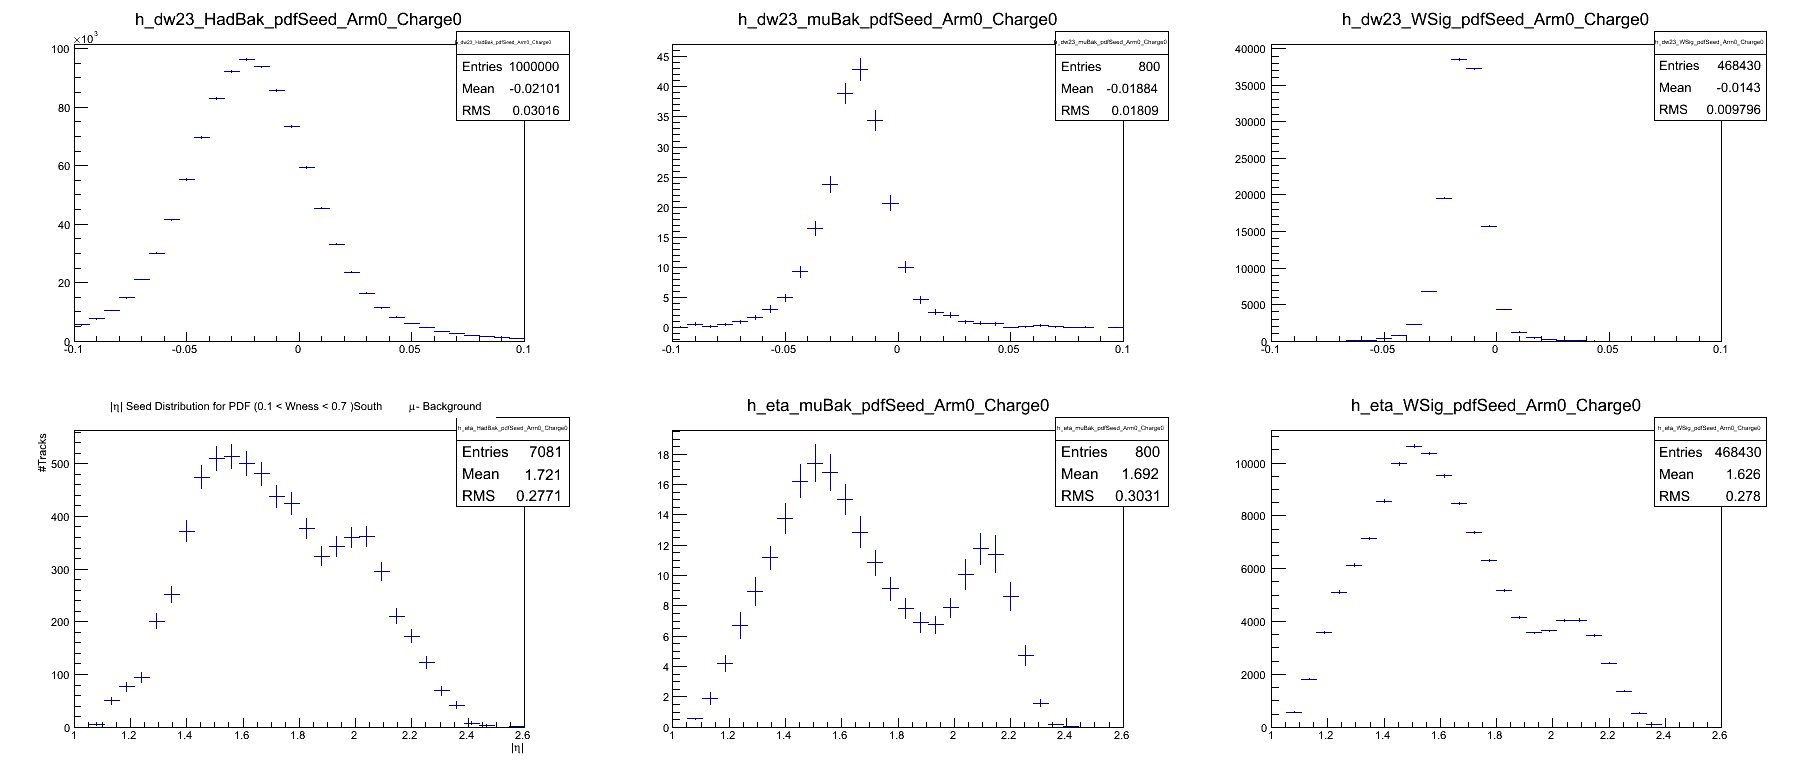 h_dw23_HadBak_pdfSeed_Arm0_Charge0
×10³
h_dw23_HadBak_pdfSeed_Arm0_Charge0
Entries 1000000
Mean -0.02101
RMS 0.03016
100
80
60
40
20
0
-0.1 -0.05 0 0.05 0.1
h_dw23_muBak_pdfSeed_Arm0_Charge0
h_dw23_muBak_pdfSeed_Arm0_Charge0
Entries 800
Mean -0.01884
RMS 0.01809
45
40
35
30
25
20
15
10
5
0
-0.1 -0.05 0 0.05 0.1
h_dw23_WSig_pdfSeed_Arm0_Charge0
h_dw23_WSig_pdfSeed_Arm0_Charge0
Entries 468430
Mean -0.0143
RMS 0.009796
40000
35000
30000
25000
20000
15000
10000
5000
0
-0.1 -0.05 0 0.05 0.1
|η| Seed Distribution for PDF (0.1 < Wness < 0.7 )South μ- Background
h_eta_HadBak_pdfSeed_Arm0_Charge0
Entries 7081
Mean 1.721
RMS 0.2771
#Tracks
500
400
300
200
100
0
1 1.2 1.4 1.6 1.8 2 2.2 2.4 2.6
|η|
h_eta_muBak_pdfSeed_Arm0_Charge0
h_eta_muBak_pdfSeed_Arm0_Charge0
Entries 800
Mean 1.692
RMS 0.3031
18
16
14
12
10
8
6
4
2
0
1 1.2 1.4 1.6 1.8 2 2.2 2.4 2.6
h_eta_WSig_pdfSeed_Arm0_Charge0
h_eta_WSig_pdfSeed_Arm0_Charge0
Entries 468430
Mean 1.626
RMS 0.278
10000
8000
6000
4000
2000
0
1 1.2 1.4 1.6 1.8 2 2.2 2.4 2.6